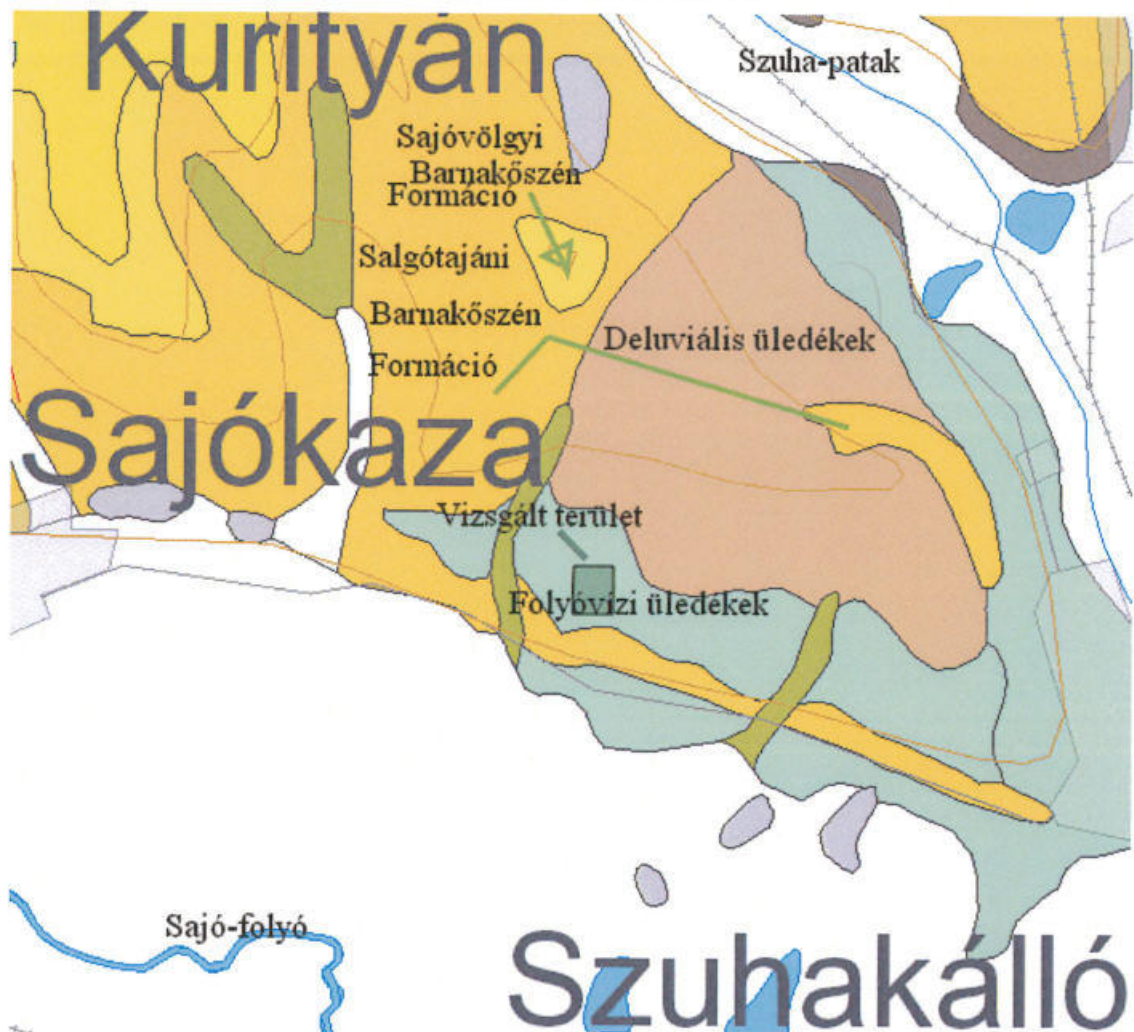 Kurityán
Szuha-patak
Sajóvölgyi
Barnakőszén
Formáció
Salgótajáni
Barnakőszén
Deluviális üledékek
Formáció
Sajókaza
Vizsgált terület
Folyóvízi üledékek
Sajó-folyó
Szuhakálló